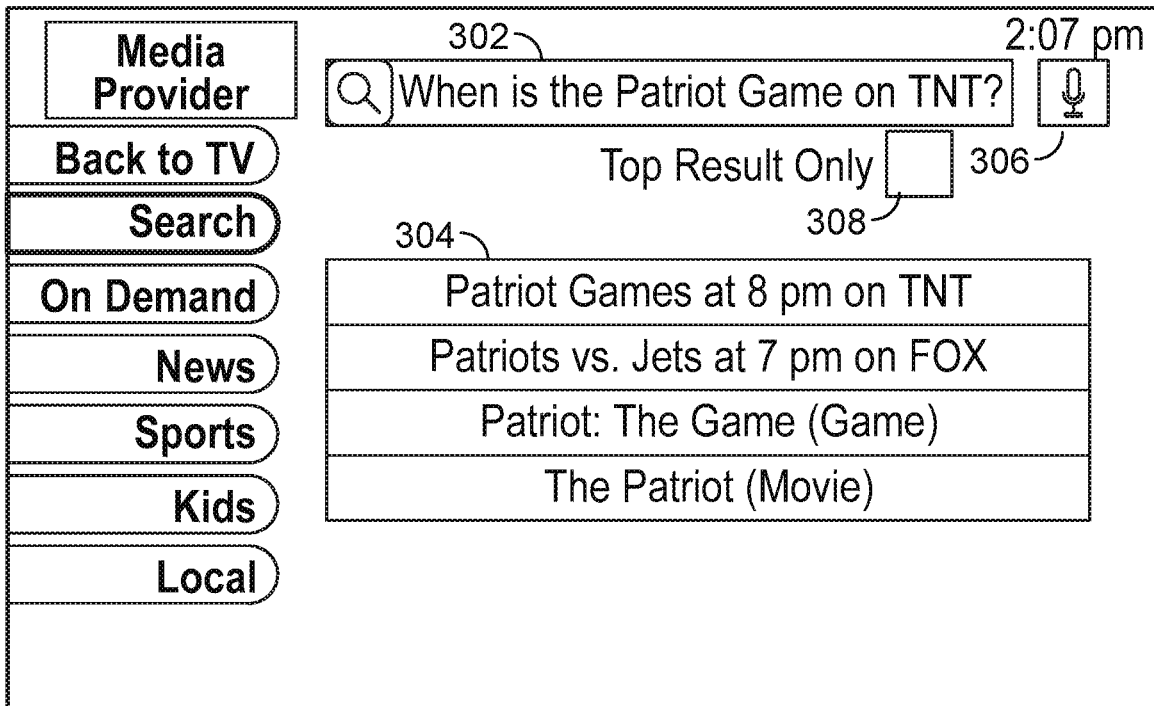 Media
Provider
302
2:07 pm
When is the Patriot Game on TNT?
Back to TV
Top Result Only
306
308
Search
304
On Demand
Patriot Games at 8 pm on TNT
Patriots vs. Jets at 7 pm on FOX
News
Patriot: The Game (Game)
Sports
The Patriot (Movie)
Kids
Local